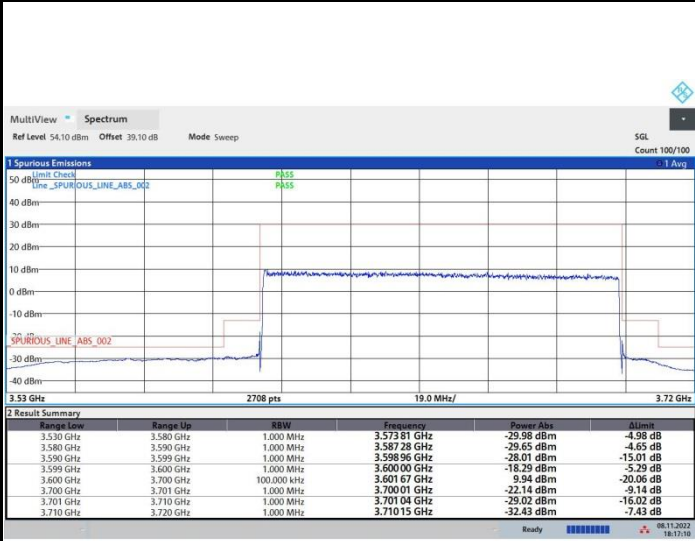 MultiView Spectrum
Ref Level 54.10 dBm Offset 39.10 dB Mode Sweep SGL
Count 100/100
1 Spurious Emissions 1 Avg
Limit Check PASS
50 dBm
Line _SPURIOUS_LINE_ABS_002 PASS
40 dBm
30 dBm
20 dBm
10 dBm
0 dBm
-10 dBm
_SPURIOUS_LINE_ABS_002
-30 dBm
-40 dBm
3.53 GHz 2708 pts 19.0 MHz/ 3.72 GHz
2 Result Summary
Range Low Range Up RBW Frequency Power Abs ΔLimit
3.530 GHz 3.580 GHz 1.000 MHz 3.573 81 GHz -29.98 dBm -4.98 dB
3.580 GHz 3.590 GHz 1.000 MHz 3.587 28 GHz -29.65 dBm -4.65 dB
3.590 GHz 3.599 GHz 1.000 MHz 3.598 96 GHz -28.01 dBm -15.01 dB
3.599 GHz 3.600 GHz 1.000 MHz 3.600 00 GHz -18.29 dBm -5.29 dB
3.600 GHz 3.700 GHz 100.000 kHz 3.601 67 GHz 9.94 dBm -20.06 dB
3.700 GHz 3.701 GHz 1.000 MHz 3.700 01 GHz -22.14 dBm -9.14 dB
3.701 GHz 3.710 GHz 1.000 MHz 3.701 04 GHz -29.02 dBm -16.02 dB
3.710 GHz 3.720 GHz 1.000 MHz 3.710 15 GHz -32.43 dBm -7.43 dB
Ready 08.11.2022
18:17:10